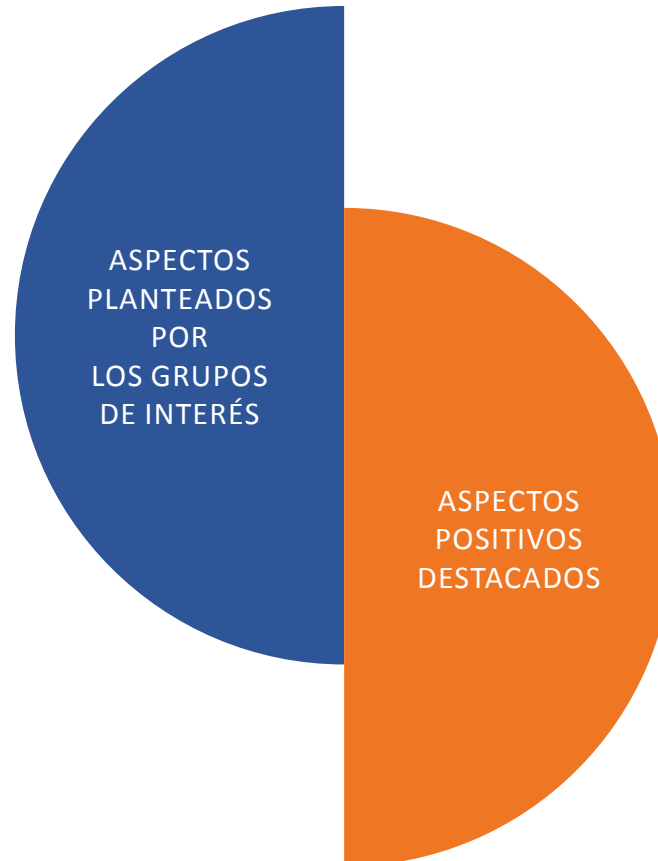 ASPECTOS
PLANTEADOS
POR
LOS GRUPOS
DE INTERÉS
ASPECTOS
POSITIVOS
DESTACADOS